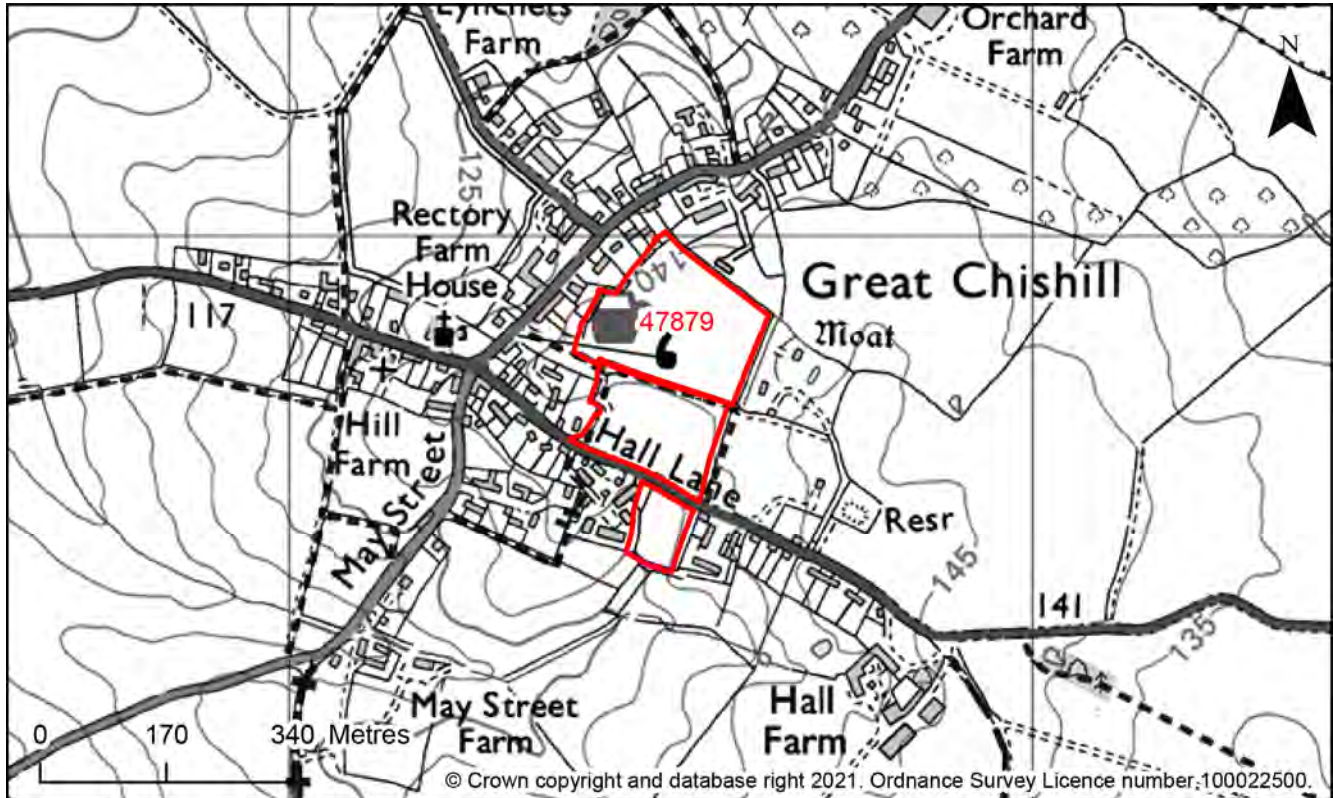 Lynchets
Farm
Orchard
Farm
N
125
Rectory
Farm
House
140
Great Chishill
47879
117
Moat
Hill
Farm
Hall Lane
May Street
Resr
145
141
135
May Street
Farm
Hall
Farm
0 170 340 Metres
© Crown copyright and database right 2021. Ordnance Survey Licence number 100022500.